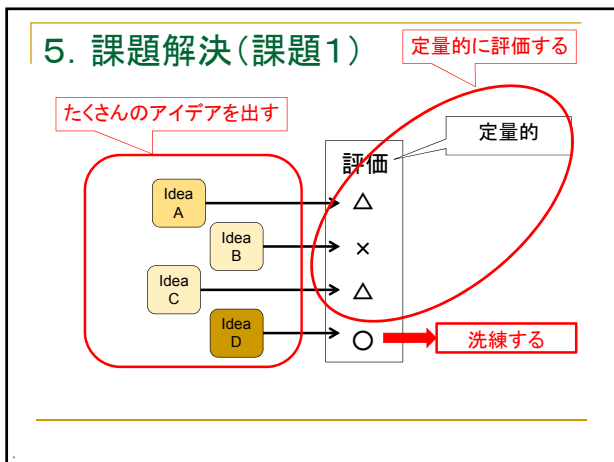 5. 課題解決(課題1)
定量的に評価する
たくさんのアイデアを出す
定量的
評価
Idea
A
△
Idea
B
×
Idea
C
△
Idea
D
○
洗練する